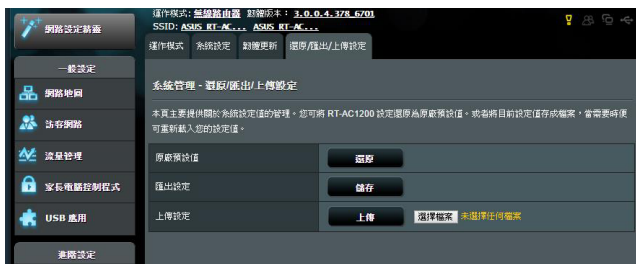 網路設定精靈
一般設定
網路地圖
訪客網路
流量管理
家長電腦控制程式
USB 應用
進階設定
運作模式: 無線路由器 韌體版本: 3.0.0.4.378_6701
SSID: ASUS RT-AC... ASUS RT-AC...
運作模式 系統設定 韌體更新 還原/匯出/上傳設定
系統管理 - 還原/匯出/上傳設定
本頁主要提供關於系統設定值的管理。您可將 RT-AC1200 設定還原為原廠預設值。或者將目前設定值存成檔案，當需要時便
可重新載入您的設定值。
原廠預設值 還原
匯出設定 儲存
上傳設定 上傳 選擇檔案 未選擇任何檔案